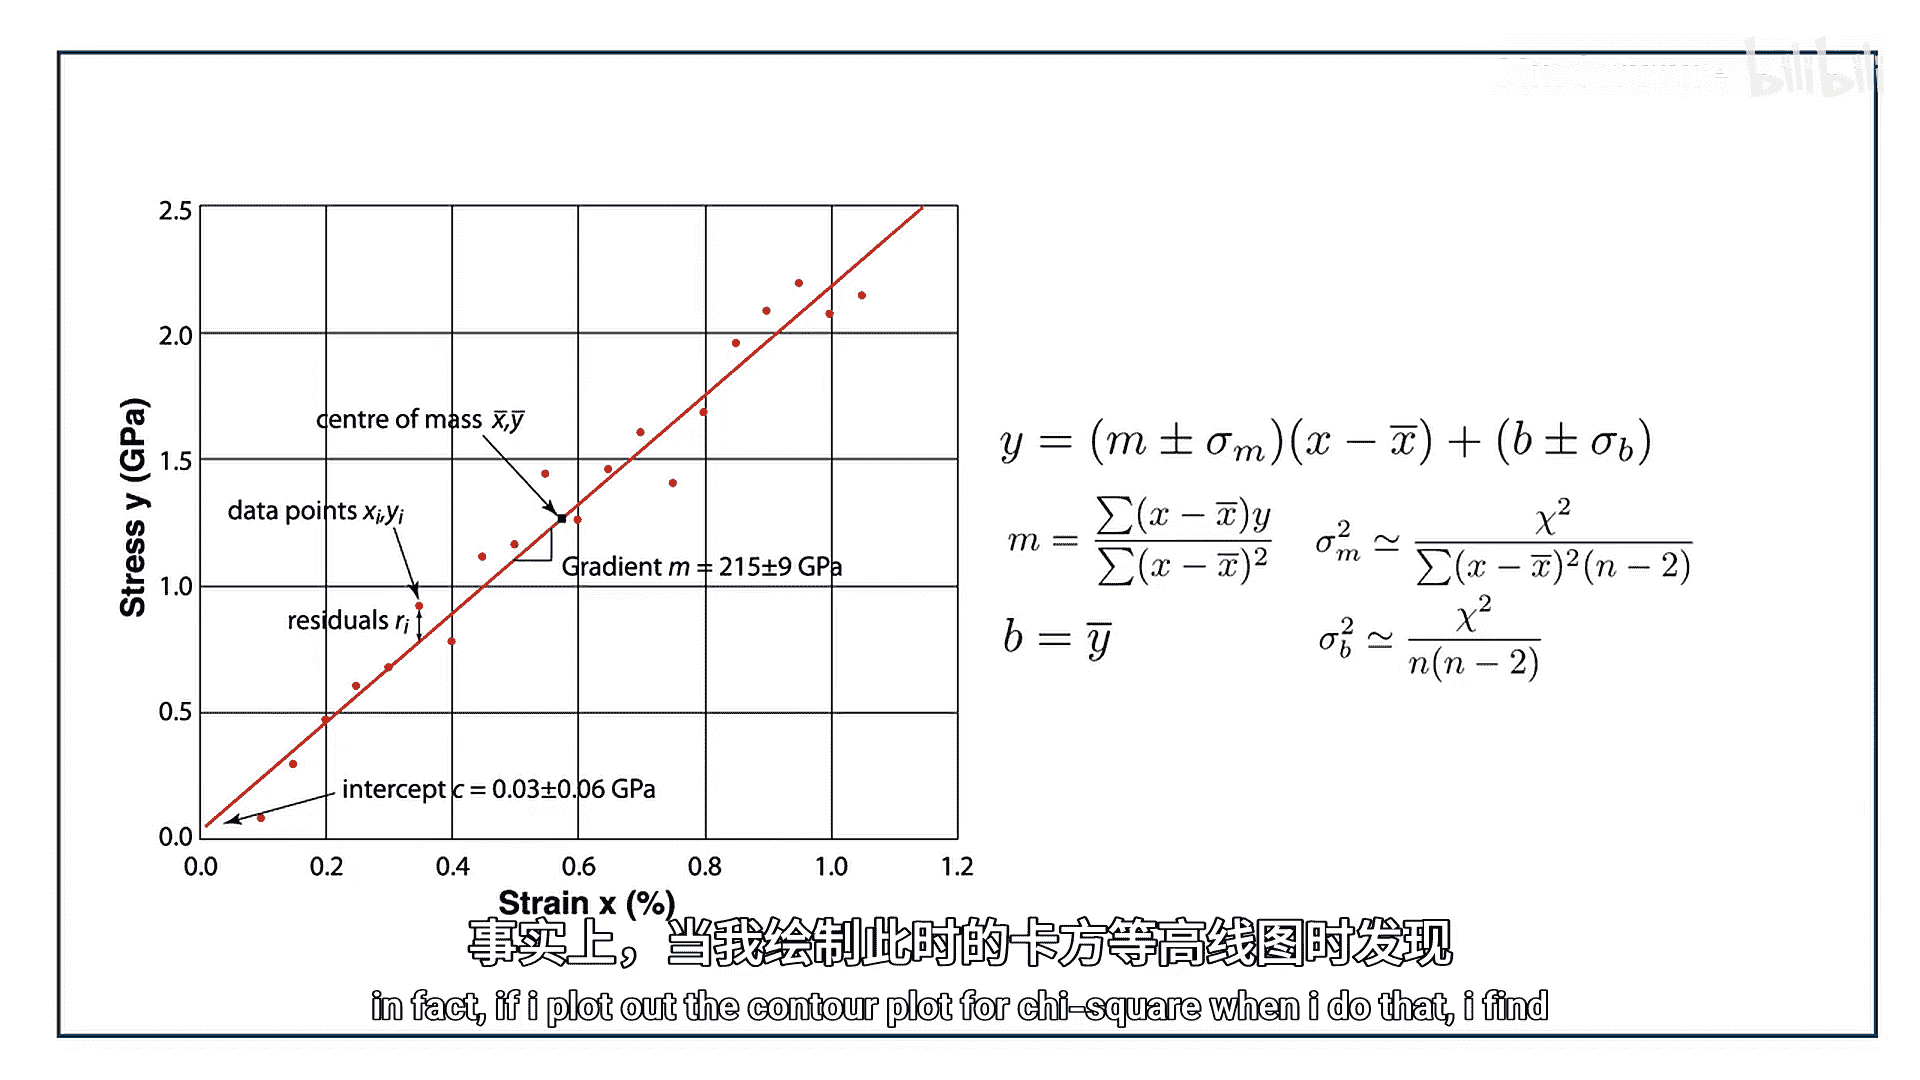 bilibili
2.5
2.0
1.5
1.0
0.5
0.0
0.0 0.2 0.4 0.6 0.8 1.0 1.2
Stress y (GPa)
Strain x (%)
centre of mass x̅,y̅
data points xᵢ,yᵢ
Gradient m = 215±9 GPa
residuals rᵢ
intercept c = 0.03±0.06 GPa
y = (m ± σₘ)(x − x̅) + (b ± σ_b)
m = ∑(x − x̅)y / ∑(x − x̅)² σₘ² ≃ χ² / ∑(x − x̅)²(n − 2)
b = y̅ σ_b² ≃ χ² / n(n − 2)
事实上，当我绘制此时的卡方等高线图时发现
in fact, if i plot out the contour plot for chi-square when i do that, i find